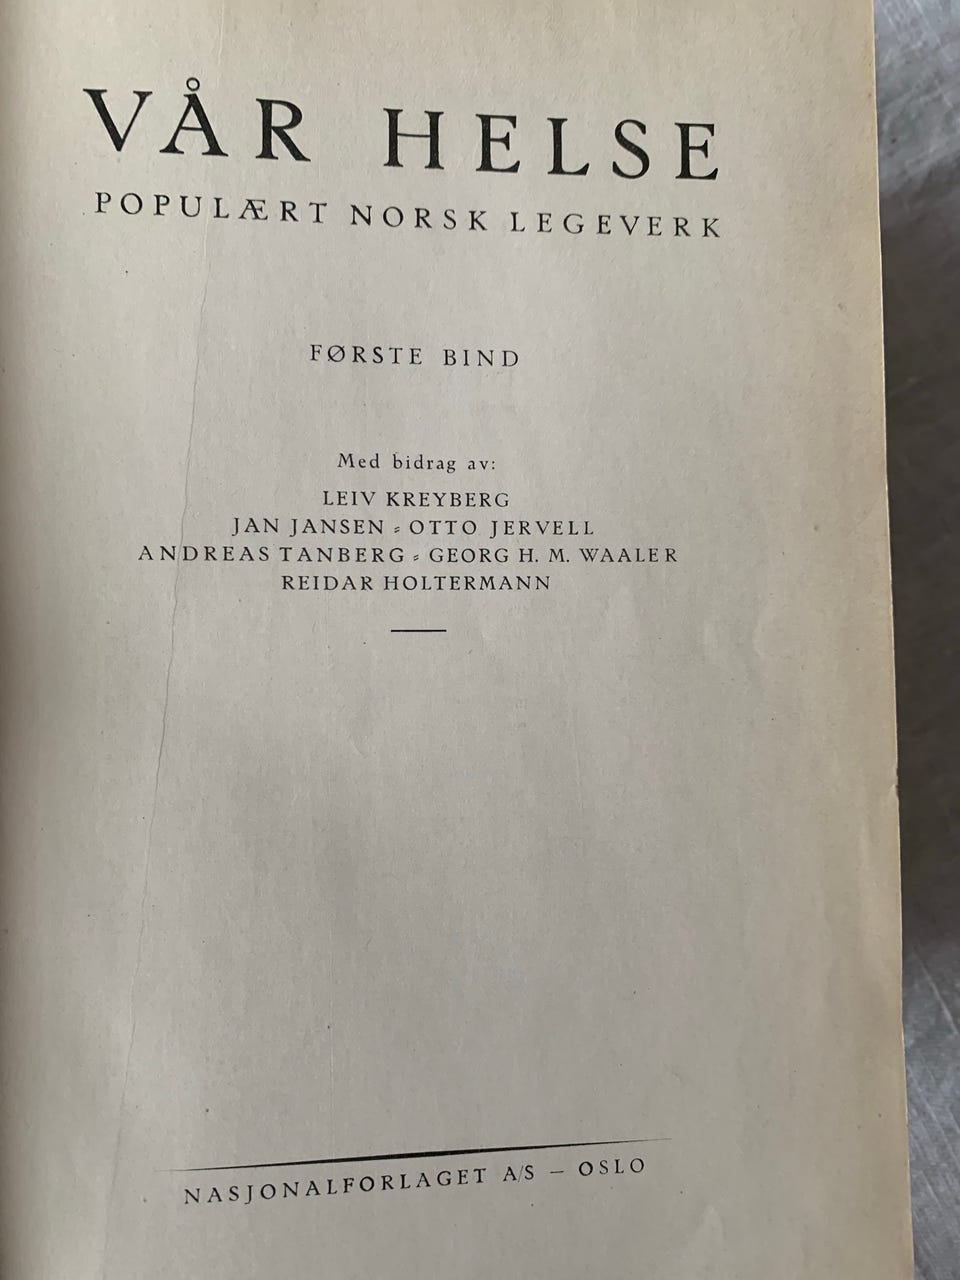 VÅR HELSE
POPULÆRT NORSK LEGEVERK
FØRSTE BIND
Med bidrag av:
LEIV KREYBERG
JAN JANSEN ⸗ OTTO JERVELL
ANDREAS TANBERG ⸗ GEORG H. M. WAALER
REIDAR HOLTERMANN
NASJONALFORLAGET A/S — OSLO